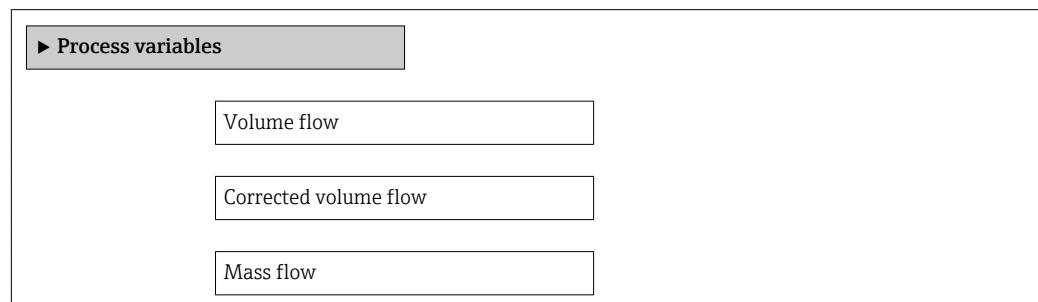 ▶ Process variables
Volume flow
Corrected volume flow
Mass flow